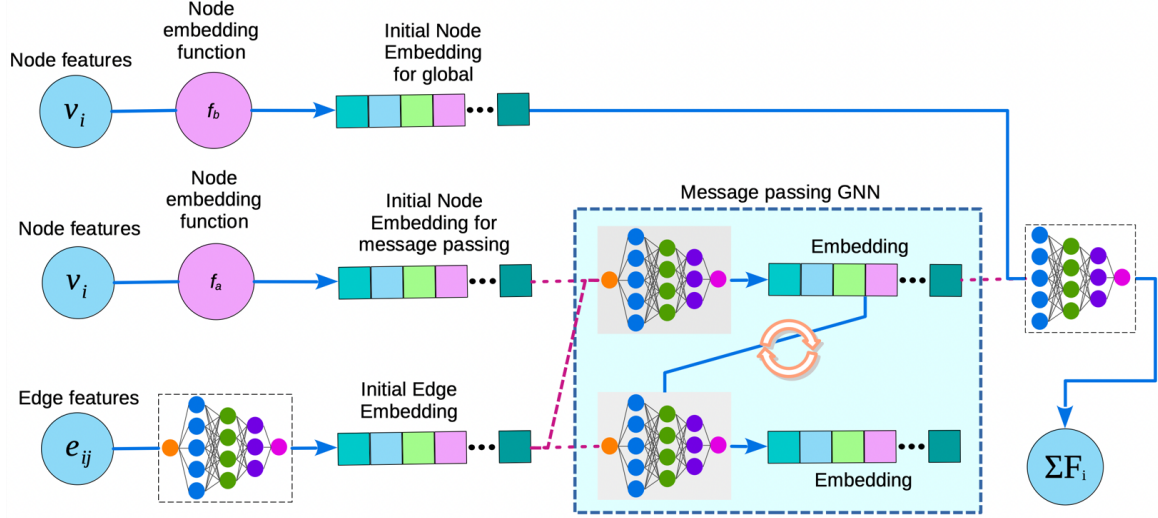 Node
embedding
function
Node features
v_i
f_b
Initial Node
Embedding
for global
Node
embedding
function
Node features
v_i
f_a
Initial Node
Embedding for
message passing
Message passing GNN
Embedding
Edge features
e_ij
Initial Edge
Embedding
Embedding
ΣF_i